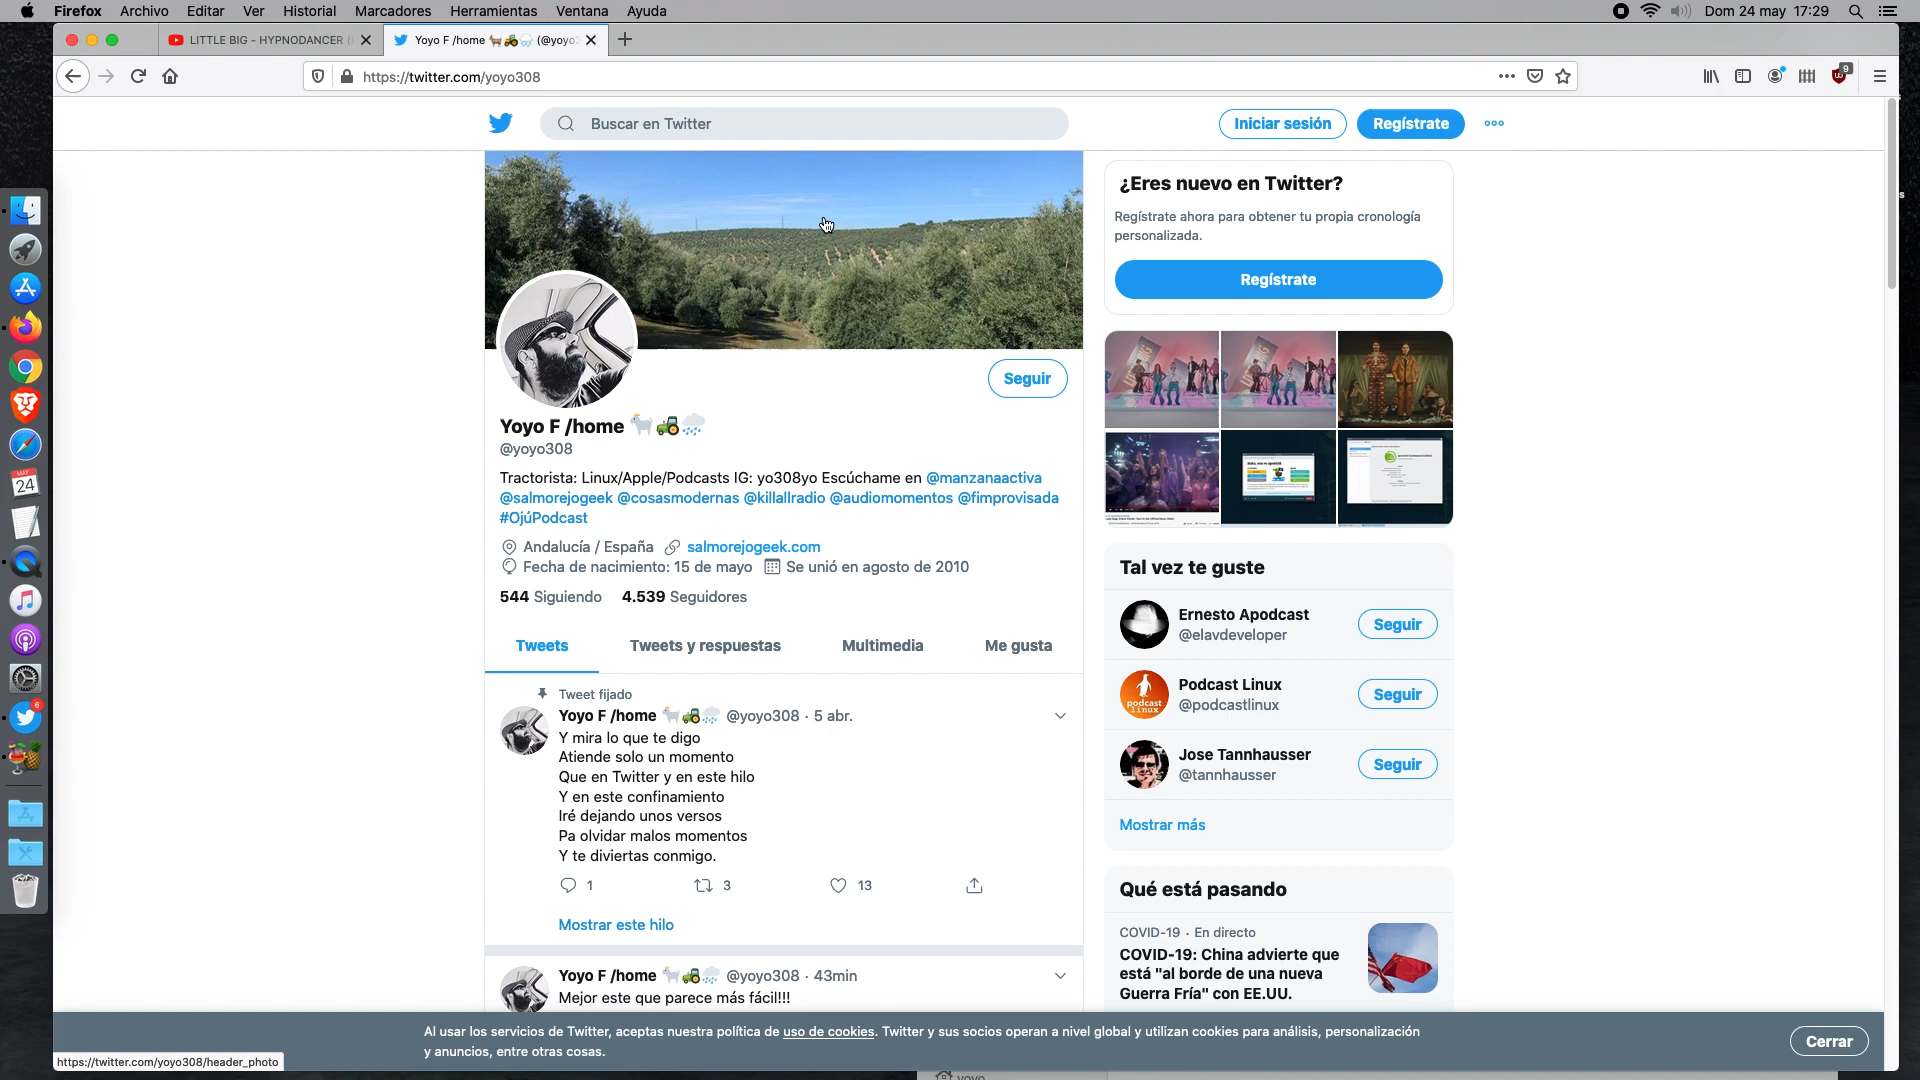 Firefox Archivo Editar Ver Historial Marcadores Herramientas Ventana Ayuda
Dom 24 may 17:29
LITTLE BIG - HYPNODANCER (
Yoyo F /home 🐐🚜🌧 (@yoyo3
https://twitter.com/yoyo308
9
Buscar en Twitter
Iniciar sesión
Regístrate
¿Eres nuevo en Twitter?
Regístrate ahora para obtener tu propia cronología
personalizada.
Regístrate
Seguir
Yoyo F /home 🐐🚜🌧
@yoyo308
Tractorista: Linux/Apple/Podcasts IG: yo308yo Escúchame en @manzanaactiva
@salmorejogeek @cosasmodernas @killallradio @audiomomentos @fimprovisada
#OjúPodcast
Andalucía / España salmorejogeek.com
Fecha de nacimiento: 15 de mayo Se unió en agosto de 2010
544 Siguiendo 4.539 Seguidores
Tweets Tweets y respuestas Multimedia Me gusta
Tweet fijado
Yoyo F /home 🐐🚜🌧 @yoyo308 · 5 abr.
Y mira lo que te digo
Atiende solo un momento
Que en Twitter y en este hilo
Y en este confinamiento
Iré dejando unos versos
Pa olvidar malos momentos
Y te diviertas conmigo.
1 3 13
Mostrar este hilo
Yoyo F /home 🐐🚜🌧 @yoyo308 · 43min
Mejor este que parece más fácil!!!
Tal vez te guste
Ernesto Apodcast
@elavdeveloper
Seguir
podcast
linux
Podcast Linux
@podcastlinux
Seguir
Jose Tannhausser
@tannhausser
Seguir
Mostrar más
Qué está pasando
COVID-19 · En directo
COVID-19: China advierte que
está "al borde de una nueva
Guerra Fría" con EE.UU.
Al usar los servicios de Twitter, aceptas nuestra política de uso de cookies. Twitter y sus socios operan a nivel global y utilizan cookies para análisis, personalización
y anuncios, entre otras cosas.
Cerrar
https://twitter.com/yoyo308/header_photo
MAY
24
6